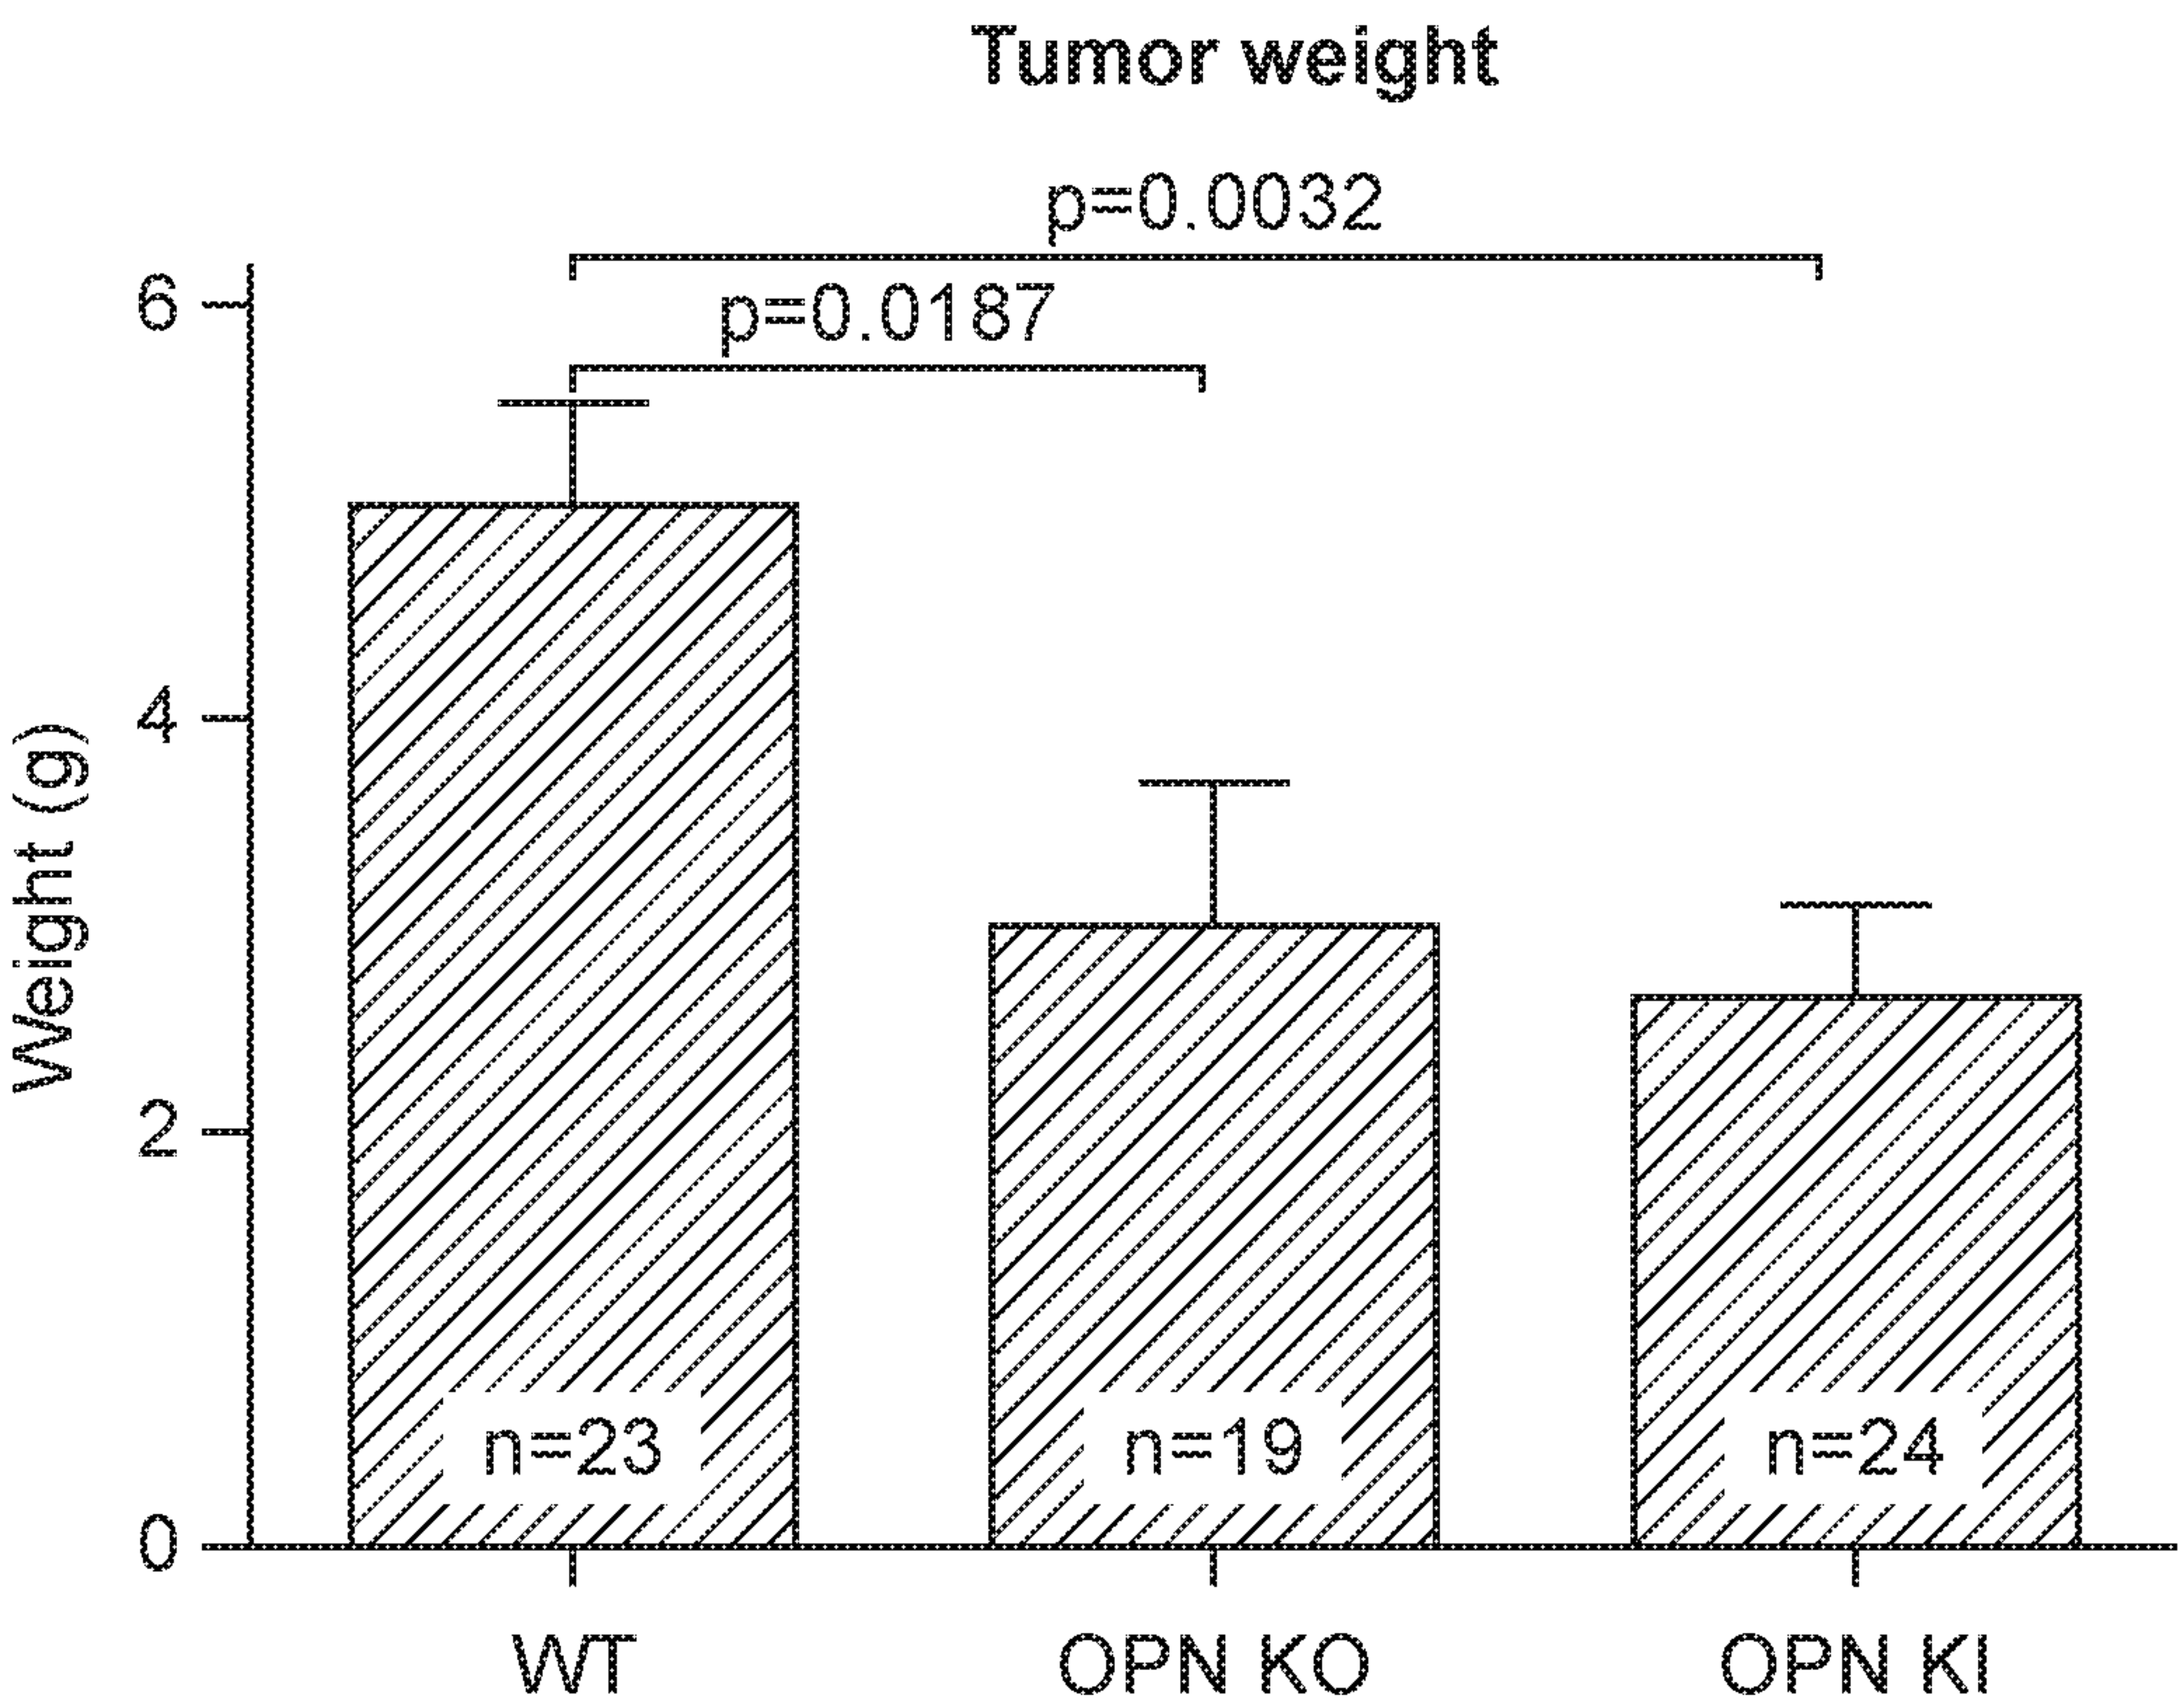 Tumor weight
p=0.0032
p=0.0187
6
4
2
0
Weight (g)
n=23
n=19
n=24
WT
OPN KO
OPN KI